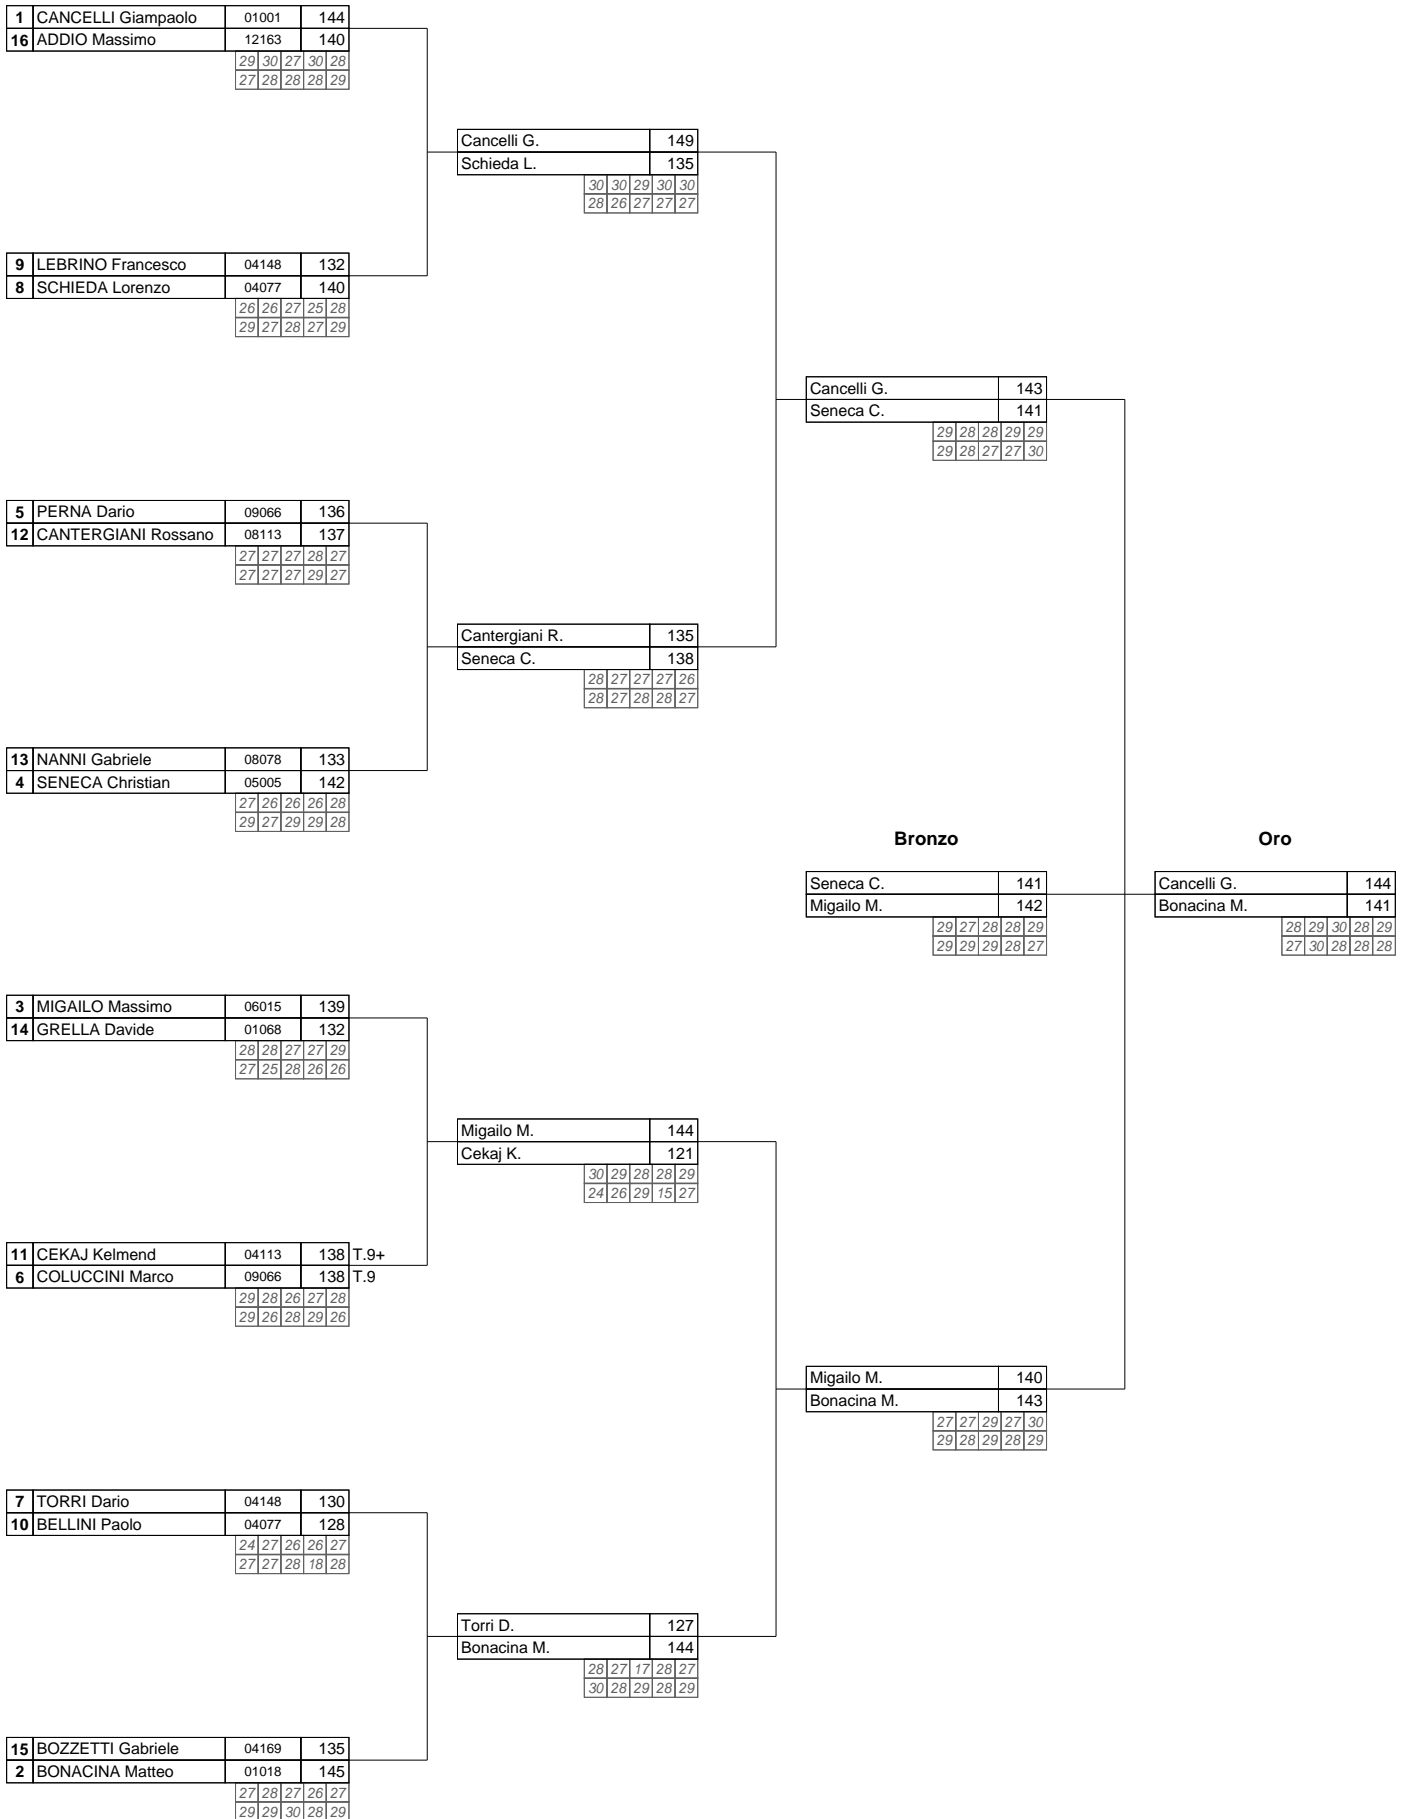 1 CANCELLI Giampaolo 01001 144
16 ADDIO Massimo 12163 140
29 30 27 30 28
27 28 28 28 29
Cancelli G. 149
Schieda L. 135
30 30 29 30 30
28 26 27 27 27
9 LEBRINO Francesco 04148 132
8 SCHIEDA Lorenzo 04077 140
26 26 27 25 28
29 27 28 27 29
Cancelli G. 143
Seneca C. 141
29 28 28 29 29
29 28 27 27 30
5 PERNA Dario 09066 136
12 CANTERGIANI Rossano 08113 137
27 27 27 28 27
27 27 27 29 27
Cantergiani R. 135
Seneca C. 138
28 27 27 27 26
28 27 28 28 27
13 NANNI Gabriele 08078 133
4 SENECA Christian 05005 142
27 26 26 26 28
29 27 29 29 28
Bronzo Oro
Seneca C. 141 Cancelli G. 144
Migailo M. 142 Bonacina M. 141
29 27 28 28 29 28 29 30 28 29
29 29 29 28 27 27 30 28 28 28
3 MIGAILO Massimo 06015 139
14 GRELLA Davide 01068 132
28 28 27 27 29
27 25 28 26 26
Migailo M. 144
Cekaj K. 121
30 29 28 28 29
24 26 29 15 27
11 CEKAJ Kelmend 04113 138 T.9+
6 COLUCCINI Marco 09066 138 T.9
29 28 26 27 28
29 26 28 29 26
Migailo M. 140
Bonacina M. 143
27 27 29 27 30
29 28 29 28 29
7 TORRI Dario 04148 130
10 BELLINI Paolo 04077 128
24 27 26 26 27
27 27 28 18 28
Torri D. 127
Bonacina M. 144
28 27 17 28 27
30 28 29 28 29
15 BOZZETTI Gabriele 04169 135
2 BONACINA Matteo 01018 145
27 28 27 26 27
29 29 30 28 29